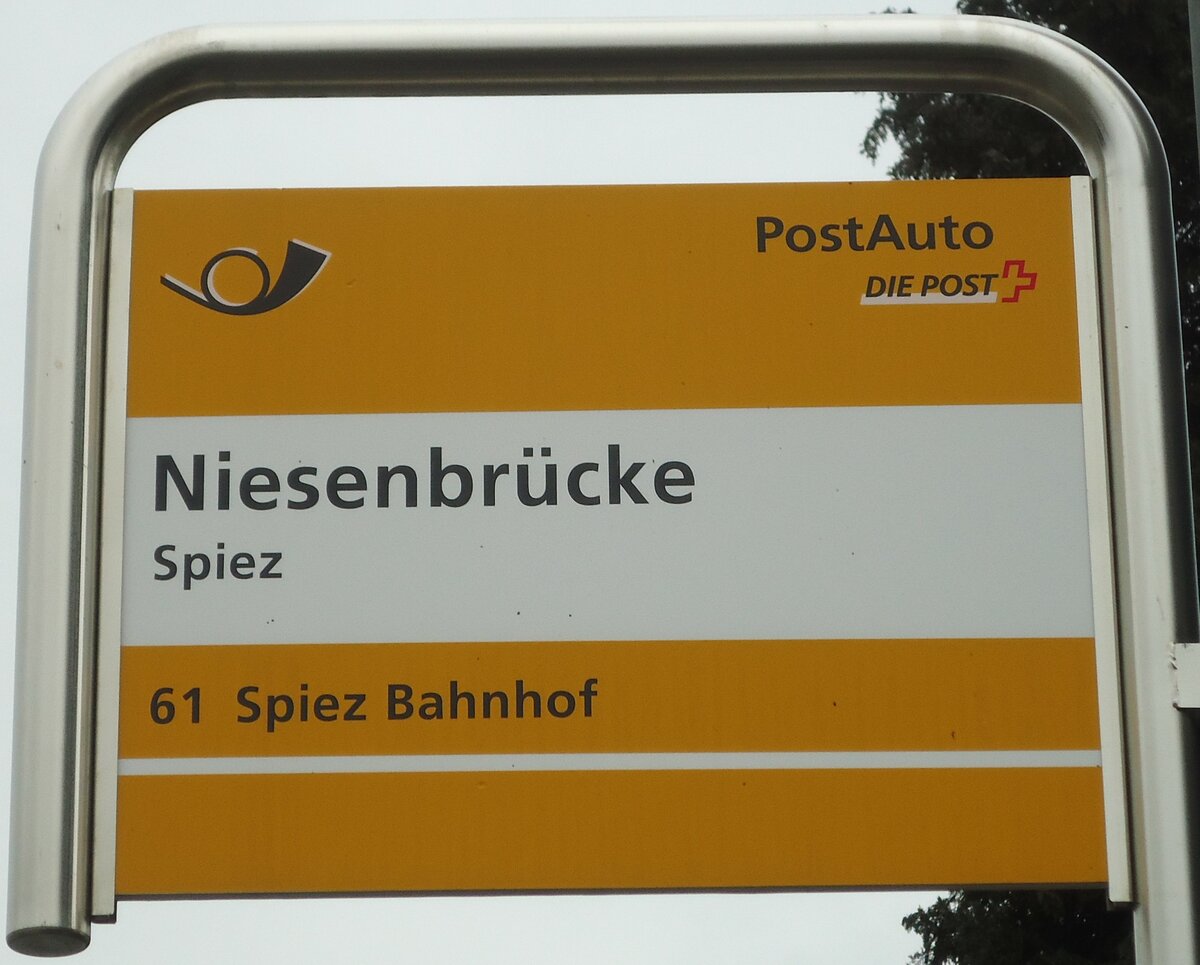 PostAuto
DIE POST
Niesenbrücke
Spiez
61 Spiez Bahnhof